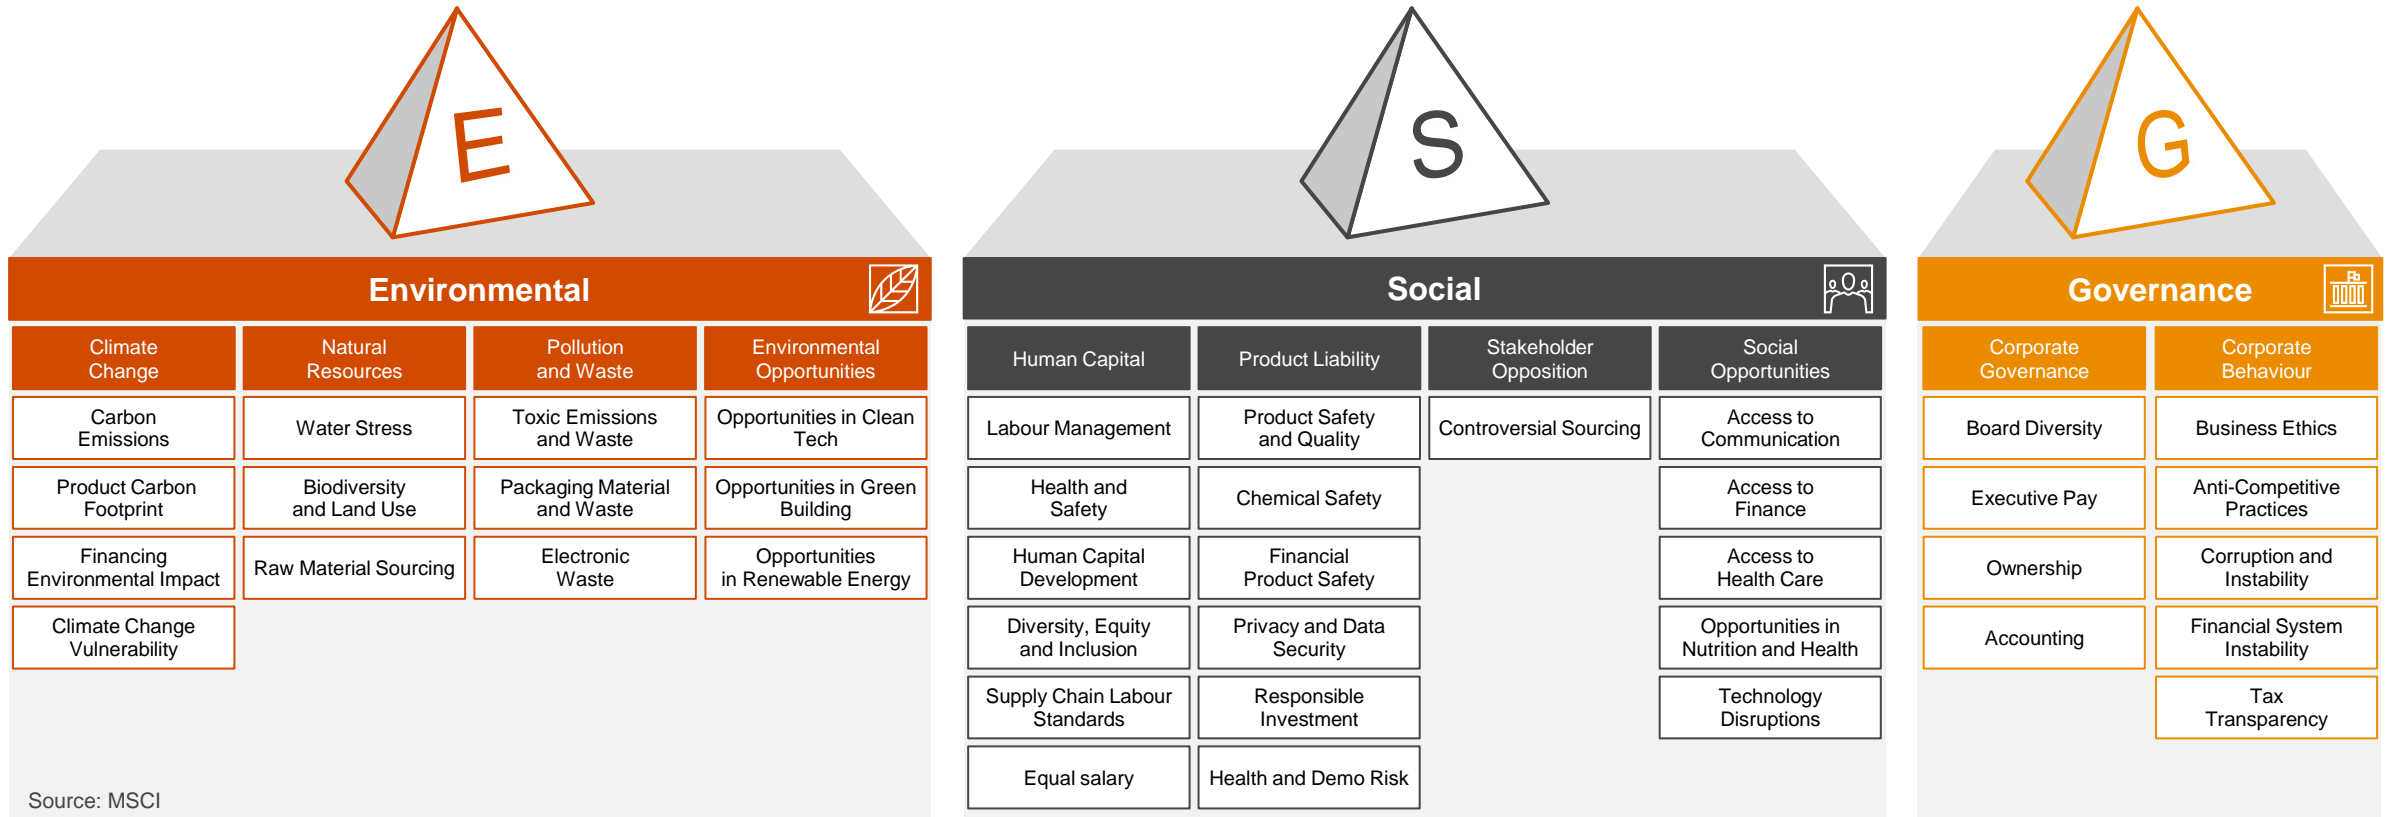 E
S
G
Environmental
Climate
Change
Natural
Resources
Pollution
and Waste
Environmental
Opportunities
Carbon
Emissions
Product Carbon
Footprint
Financing
Environmental Impact
Climate Change
Vulnerability
Water Stress
Biodiversity
and Land Use
Raw Material Sourcing
Toxic Emissions
and Waste
Packaging Material
and Waste
Electronic
Waste
Opportunities in Clean
Tech
Opportunities in Green
Building
Opportunities
in Renewable Energy
Source: MSCI
Social
Human Capital
Product Liability
Stakeholder
Opposition
Social
Opportunities
Labour Management
Health and
Safety
Human Capital
Development
Diversity, Equity
and Inclusion
Supply Chain Labour
Standards
Equal salary
Product Safety
and Quality
Chemical Safety
Financial
Product Safety
Privacy and Data
Security
Responsible
Investment
Health and Demo Risk
Controversial Sourcing
Access to
Communication
Access to
Finance
Access to
Health Care
Opportunities in
Nutrition and Health
Technology
Disruptions
Governance
Corporate
Governance
Corporate
Behaviour
Board Diversity
Executive Pay
Ownership
Accounting
Business Ethics
Anti-Competitive
Practices
Corruption and
Instability
Financial System
Instability
Tax
Transparency